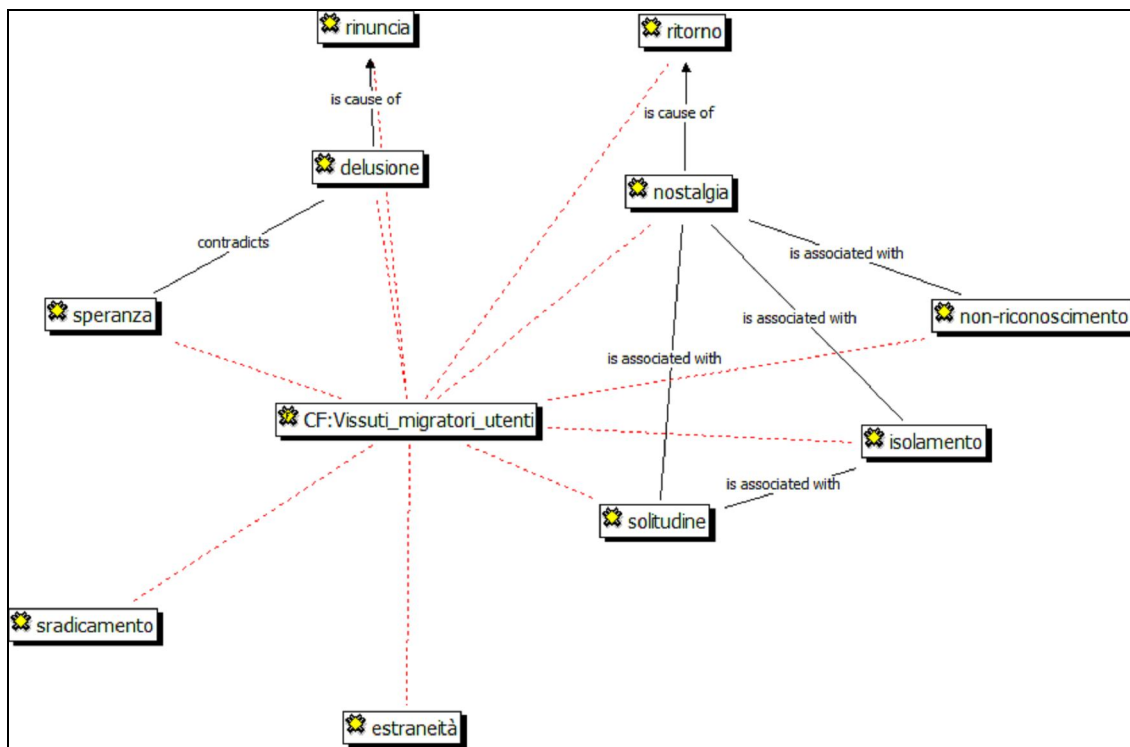 rinuncia
ritorno
is cause of
is cause of
delusione
nostalgia
contradicts
is associated with
speranza
non-riconoscimento
is associated with
is associated with
CF:Vissuti_migratori_utenti
isolamento
is associated with
solitudine
sradicamento
estraneità